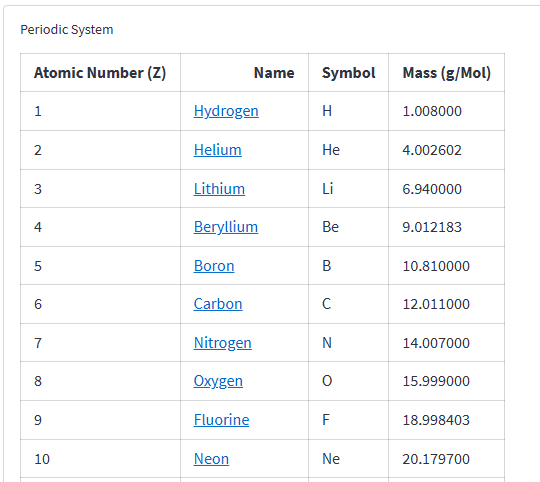 Periodic System
Atomic Number (Z) Name Symbol Mass (g/Mol)
1 Hydrogen H 1.008000
2 Helium He 4.002602
3 Lithium Li 6.940000
4 Beryllium Be 9.012183
5 Boron B 10.810000
6 Carbon C 12.011000
7 Nitrogen N 14.007000
8 Oxygen O 15.999000
9 Fluorine F 18.998403
10 Neon Ne 20.179700